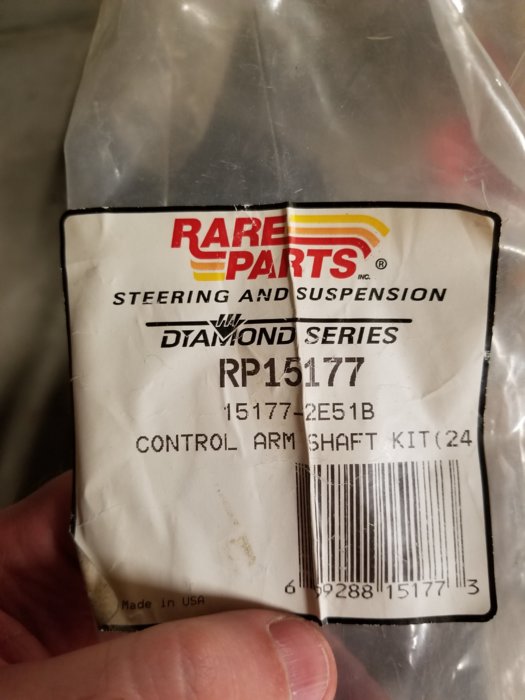 RARE
PARTS INC. ®
STEERING AND SUSPENSION
DIAMOND SERIES
RP15177
15177-2E51B
CONTROL ARM SHAFT KIT(24
6 89288 15177 3
Made in USA